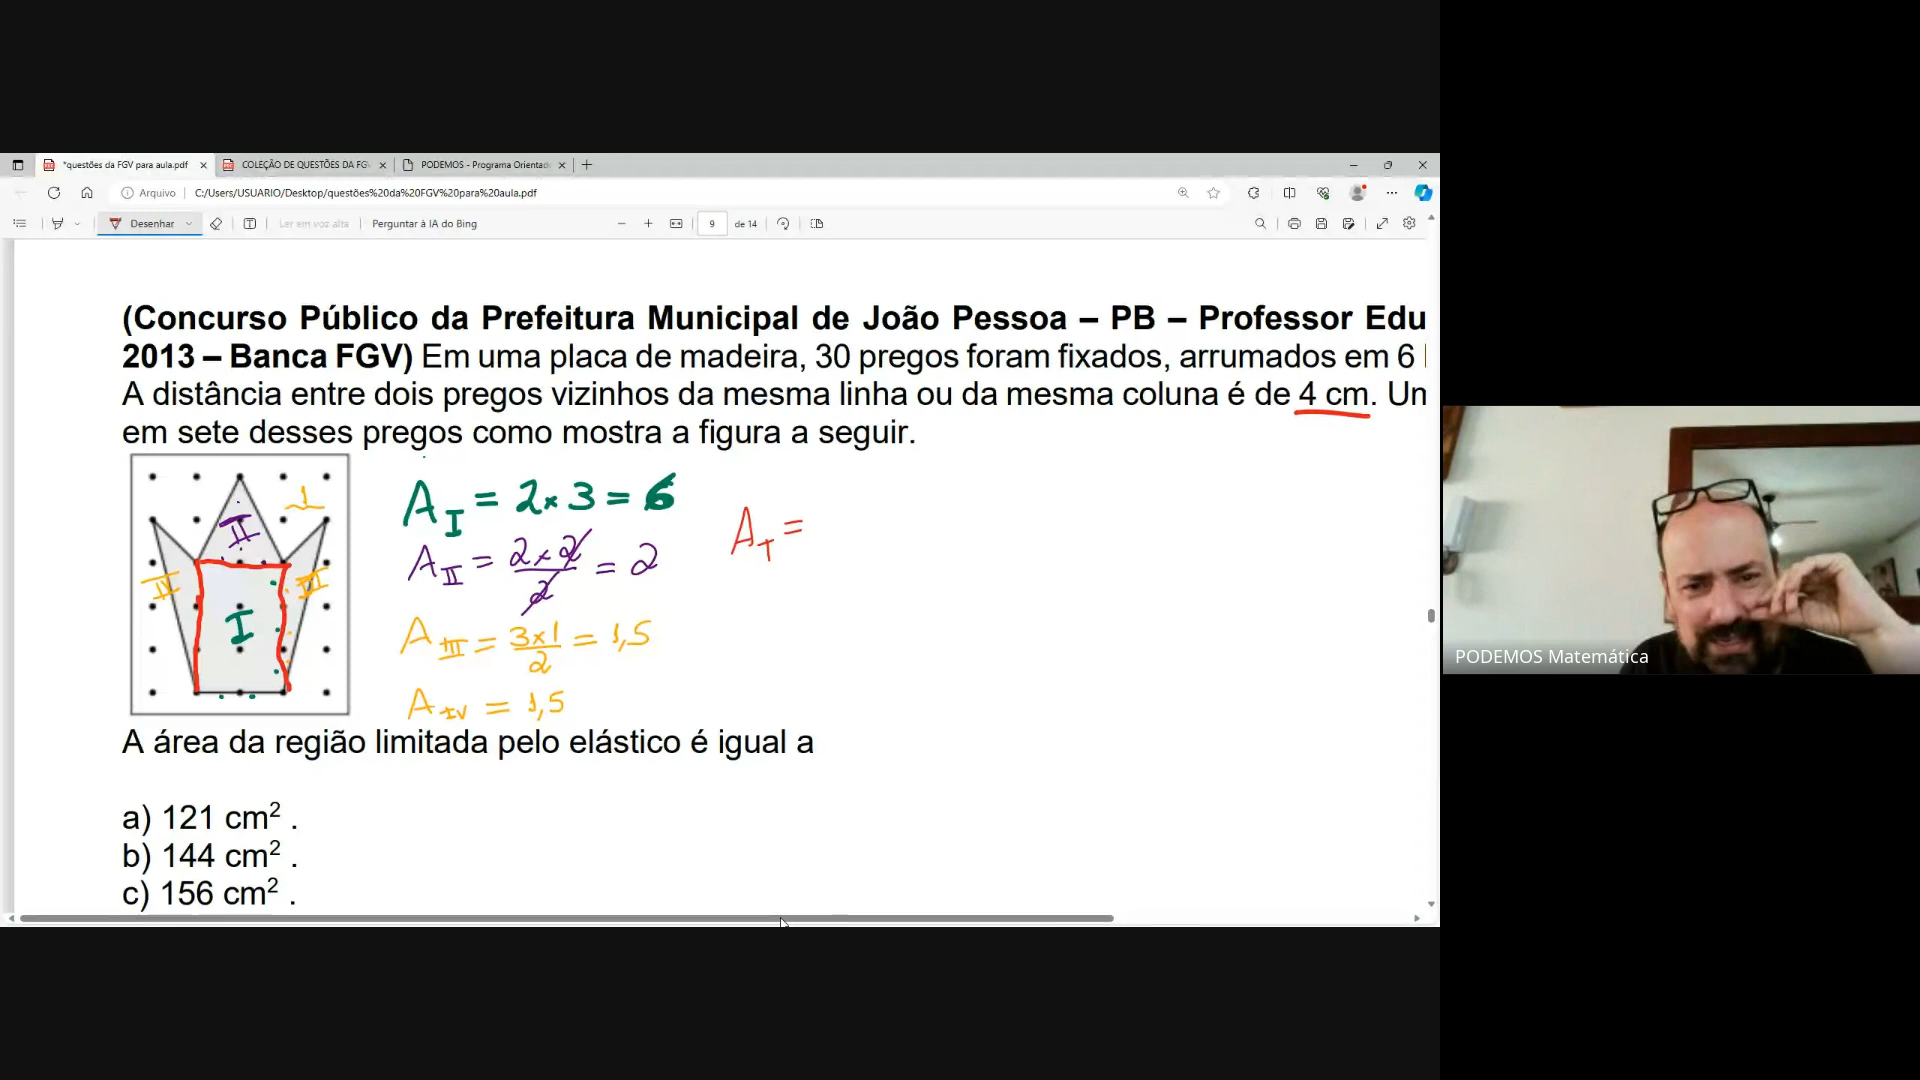 *questões da FGV para aula.pdf
COLEÇÃO DE QUESTÕES DA FG
PODEMOS - Programa Orientad
Arquivo
C:/Users/USUARIO/Desktop/questões%20da%20FGV%20para%20aula.pdf
Desenhar
Ler em voz alta
Perguntar à IA do Bing
9
de 14
(Concurso Público da Prefeitura Municipal de João Pessoa – PB – Professor Edu
2013 – Banca FGV) Em uma placa de madeira, 30 pregos foram fixados, arrumados em 6
A distância entre dois pregos vizinhos da mesma linha ou da mesma coluna é de 4 cm. Um
em sete desses pregos como mostra a figura a seguir.
1
II
IV
III
I
A_I = 2 × 3 = 6
A_II = 2 × 2 / 2 = 2
A_III = 3 × 1 / 2 = 1,5
A_IV = 1,5
A_T =
A área da região limitada pelo elástico é igual a
a) 121 cm² .
b) 144 cm² .
c) 156 cm² .
PODEMOS Matemática